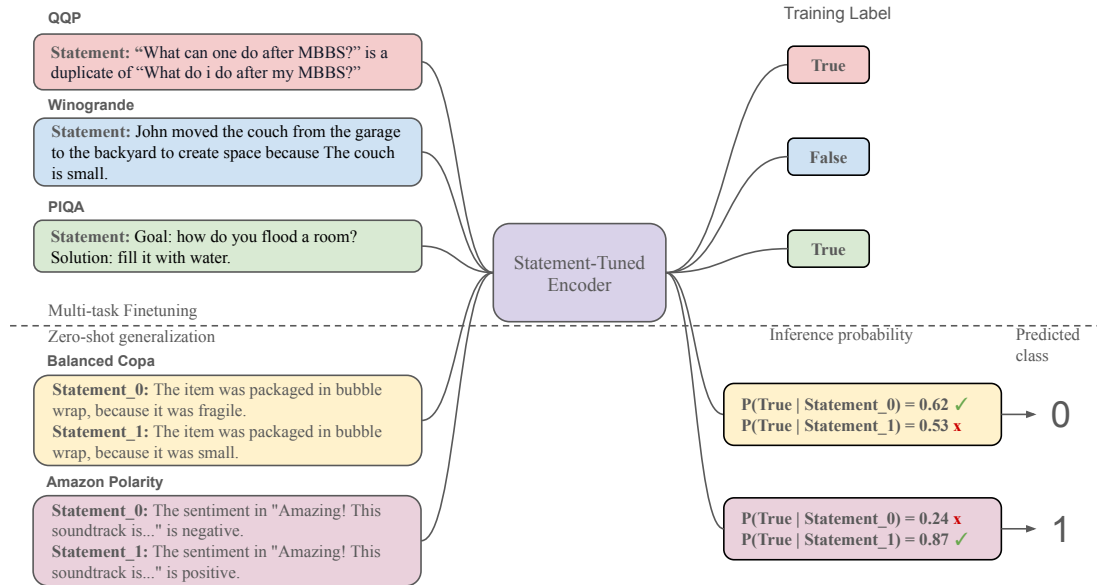 QQP
Training Label
Statement: “What can one do after MBBS?” is a
duplicate of “What do i do after my MBBS?”
True
Winogrande
Statement: John moved the couch from the garage
to the backyard to create space because The couch
is small.
False
PIQA
Statement: Goal: how do you flood a room?
Solution: fill it with water.
True
Statement-Tuned
Encoder
Multi-task Finetuning
Zero-shot generalization
Inference probability
Predicted
class
Balanced Copa
Statement_0: The item was packaged in bubble
wrap, because it was fragile.
Statement_1: The item was packaged in bubble
wrap, because it was small.
P(True | Statement_0) = 0.62 ✓
P(True | Statement_1) = 0.53 x
0
Amazon Polarity
Statement_0: The sentiment in "Amazing! This
soundtrack is..." is negative.
Statement_1: The sentiment in "Amazing! This
soundtrack is..." is positive.
P(True | Statement_0) = 0.24 x
P(True | Statement_1) = 0.87 ✓
1